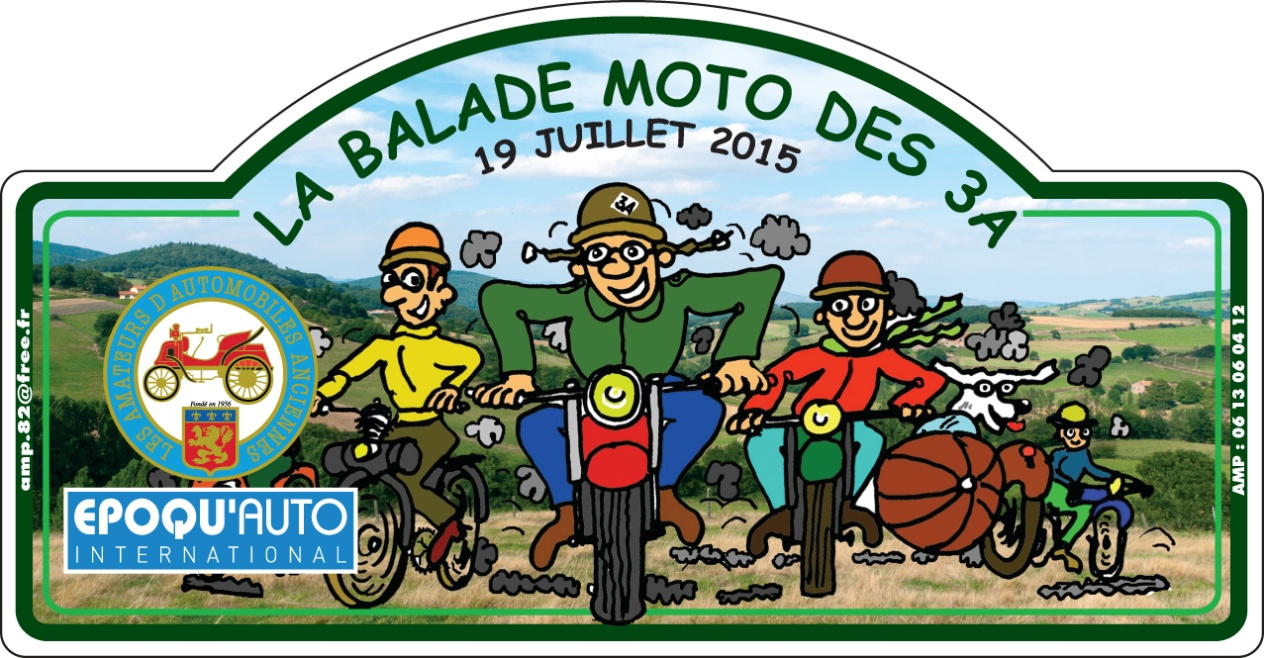 LA BALADE MOTO DES 3A
19 JUILLET 2015
3A
LES AMATEURS D'AUTOMOBILES ANCIENNES
Fondé en 1956
EPOQU'AUTO
INTERNATIONAL
amp.82@free.fr
AMP : 06 13 06 04 12